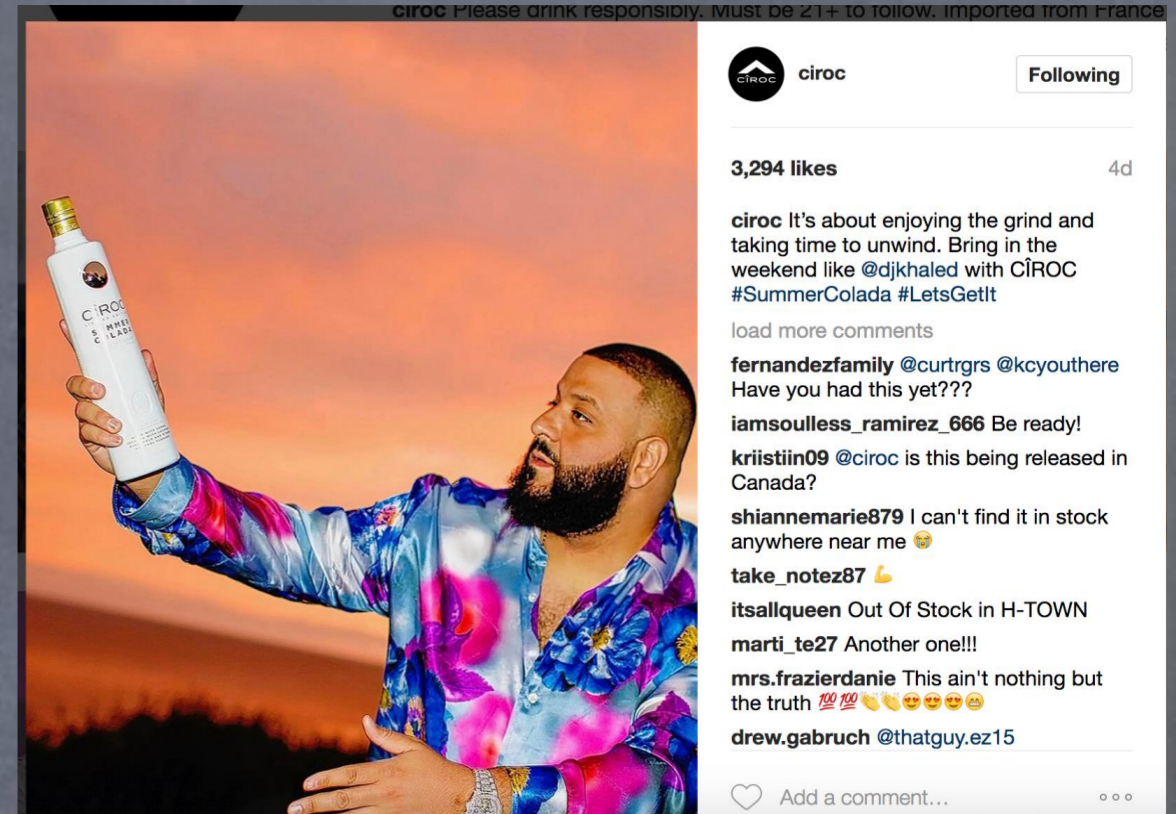 ciroc Please drink responsibly. Must be 21+ to follow. Imported from France
CÎROC
SUMMER
COLADA
CÎROC
ciroc
Following
3,294 likes
4d
ciroc It’s about enjoying the grind and
taking time to unwind. Bring in the
weekend like @djkhaled with CÎROC
#SummerColada #LetsGetIt
load more comments
fernandezfamily @curtrgrs @kcyouthere
Have you had this yet???
iamsoulless_ramirez_666 Be ready!
kriistiin09 @ciroc is this being released in
Canada?
shiannemarie879 I can't find it in stock
anywhere near me 😭
take_notez87 💪
itsallqueen Out Of Stock in H-TOWN
marti_te27 Another one!!!
mrs.frazierdanie This ain't nothing but
the truth 💯💯👏👏😍😍😍😁
drew.gabruch @thatguy.ez15
Add a comment…